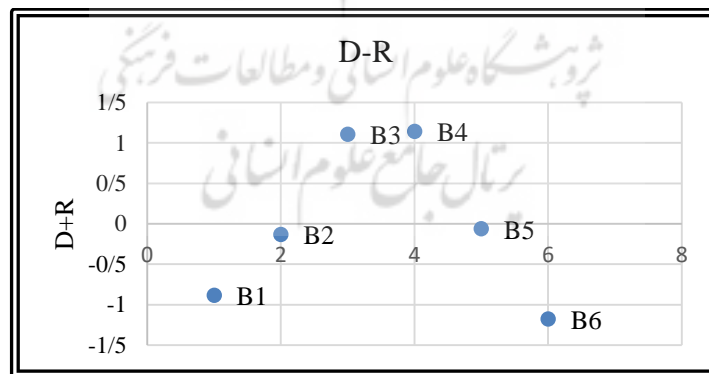 D-R
پژوهشگاه علوم انسانی و مطالعات فرهنگی
1/5
B3 B4
1
پرتال جامع علوم انسانی
0/5
D+R
0
B2 B5
0 2 4 6 8
-0/5
B1
-1
B6
-1/5